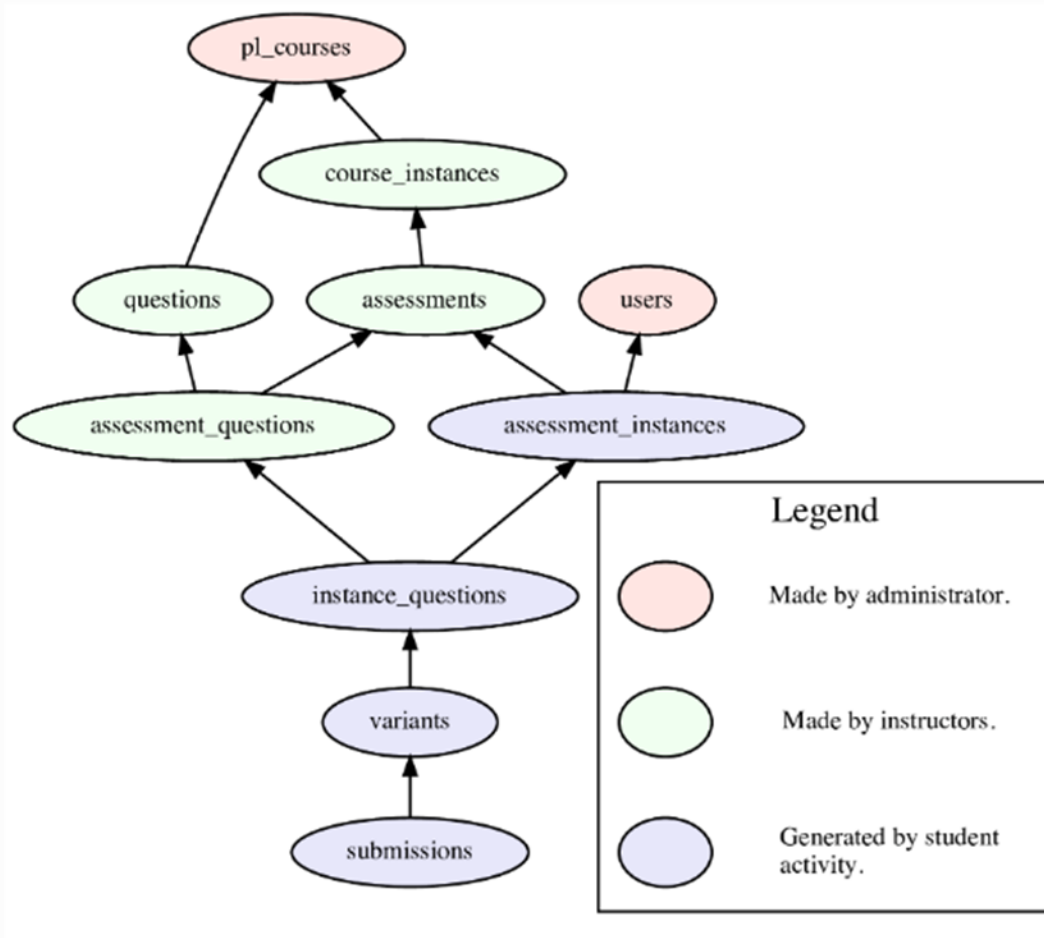 pl_courses
course_instances
questions
assessments
users
assessment_questions
assessment_instances
instance_questions
variants
submissions
Legend
Made by administrator.
Made by instructors.
Generated by student
activity.